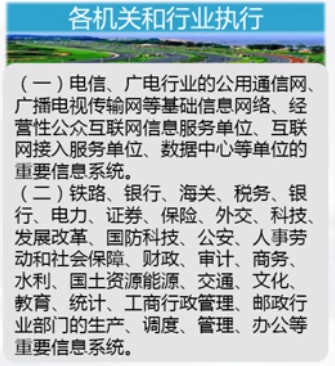 各机关和行业执行
（一）电信、广电行业的公用通信网、
广播电视传输网等基础信息网络、经
营性公众互联网信息服务单位、互联
网接入服务单位、数据中心等单位的
重要信息系统。
（二）铁路、银行、海关、税务、银
行、电力、证券、保险、外交、科技、
发展改革、国防科技、公安、人事劳
动和社会保障、财政、审计、商务、
水利、国土资源能源、交通、文化、
教育、统计、工商行政管理、邮政行
业部门的生产、调度、管理、办公等
重要信息系统。